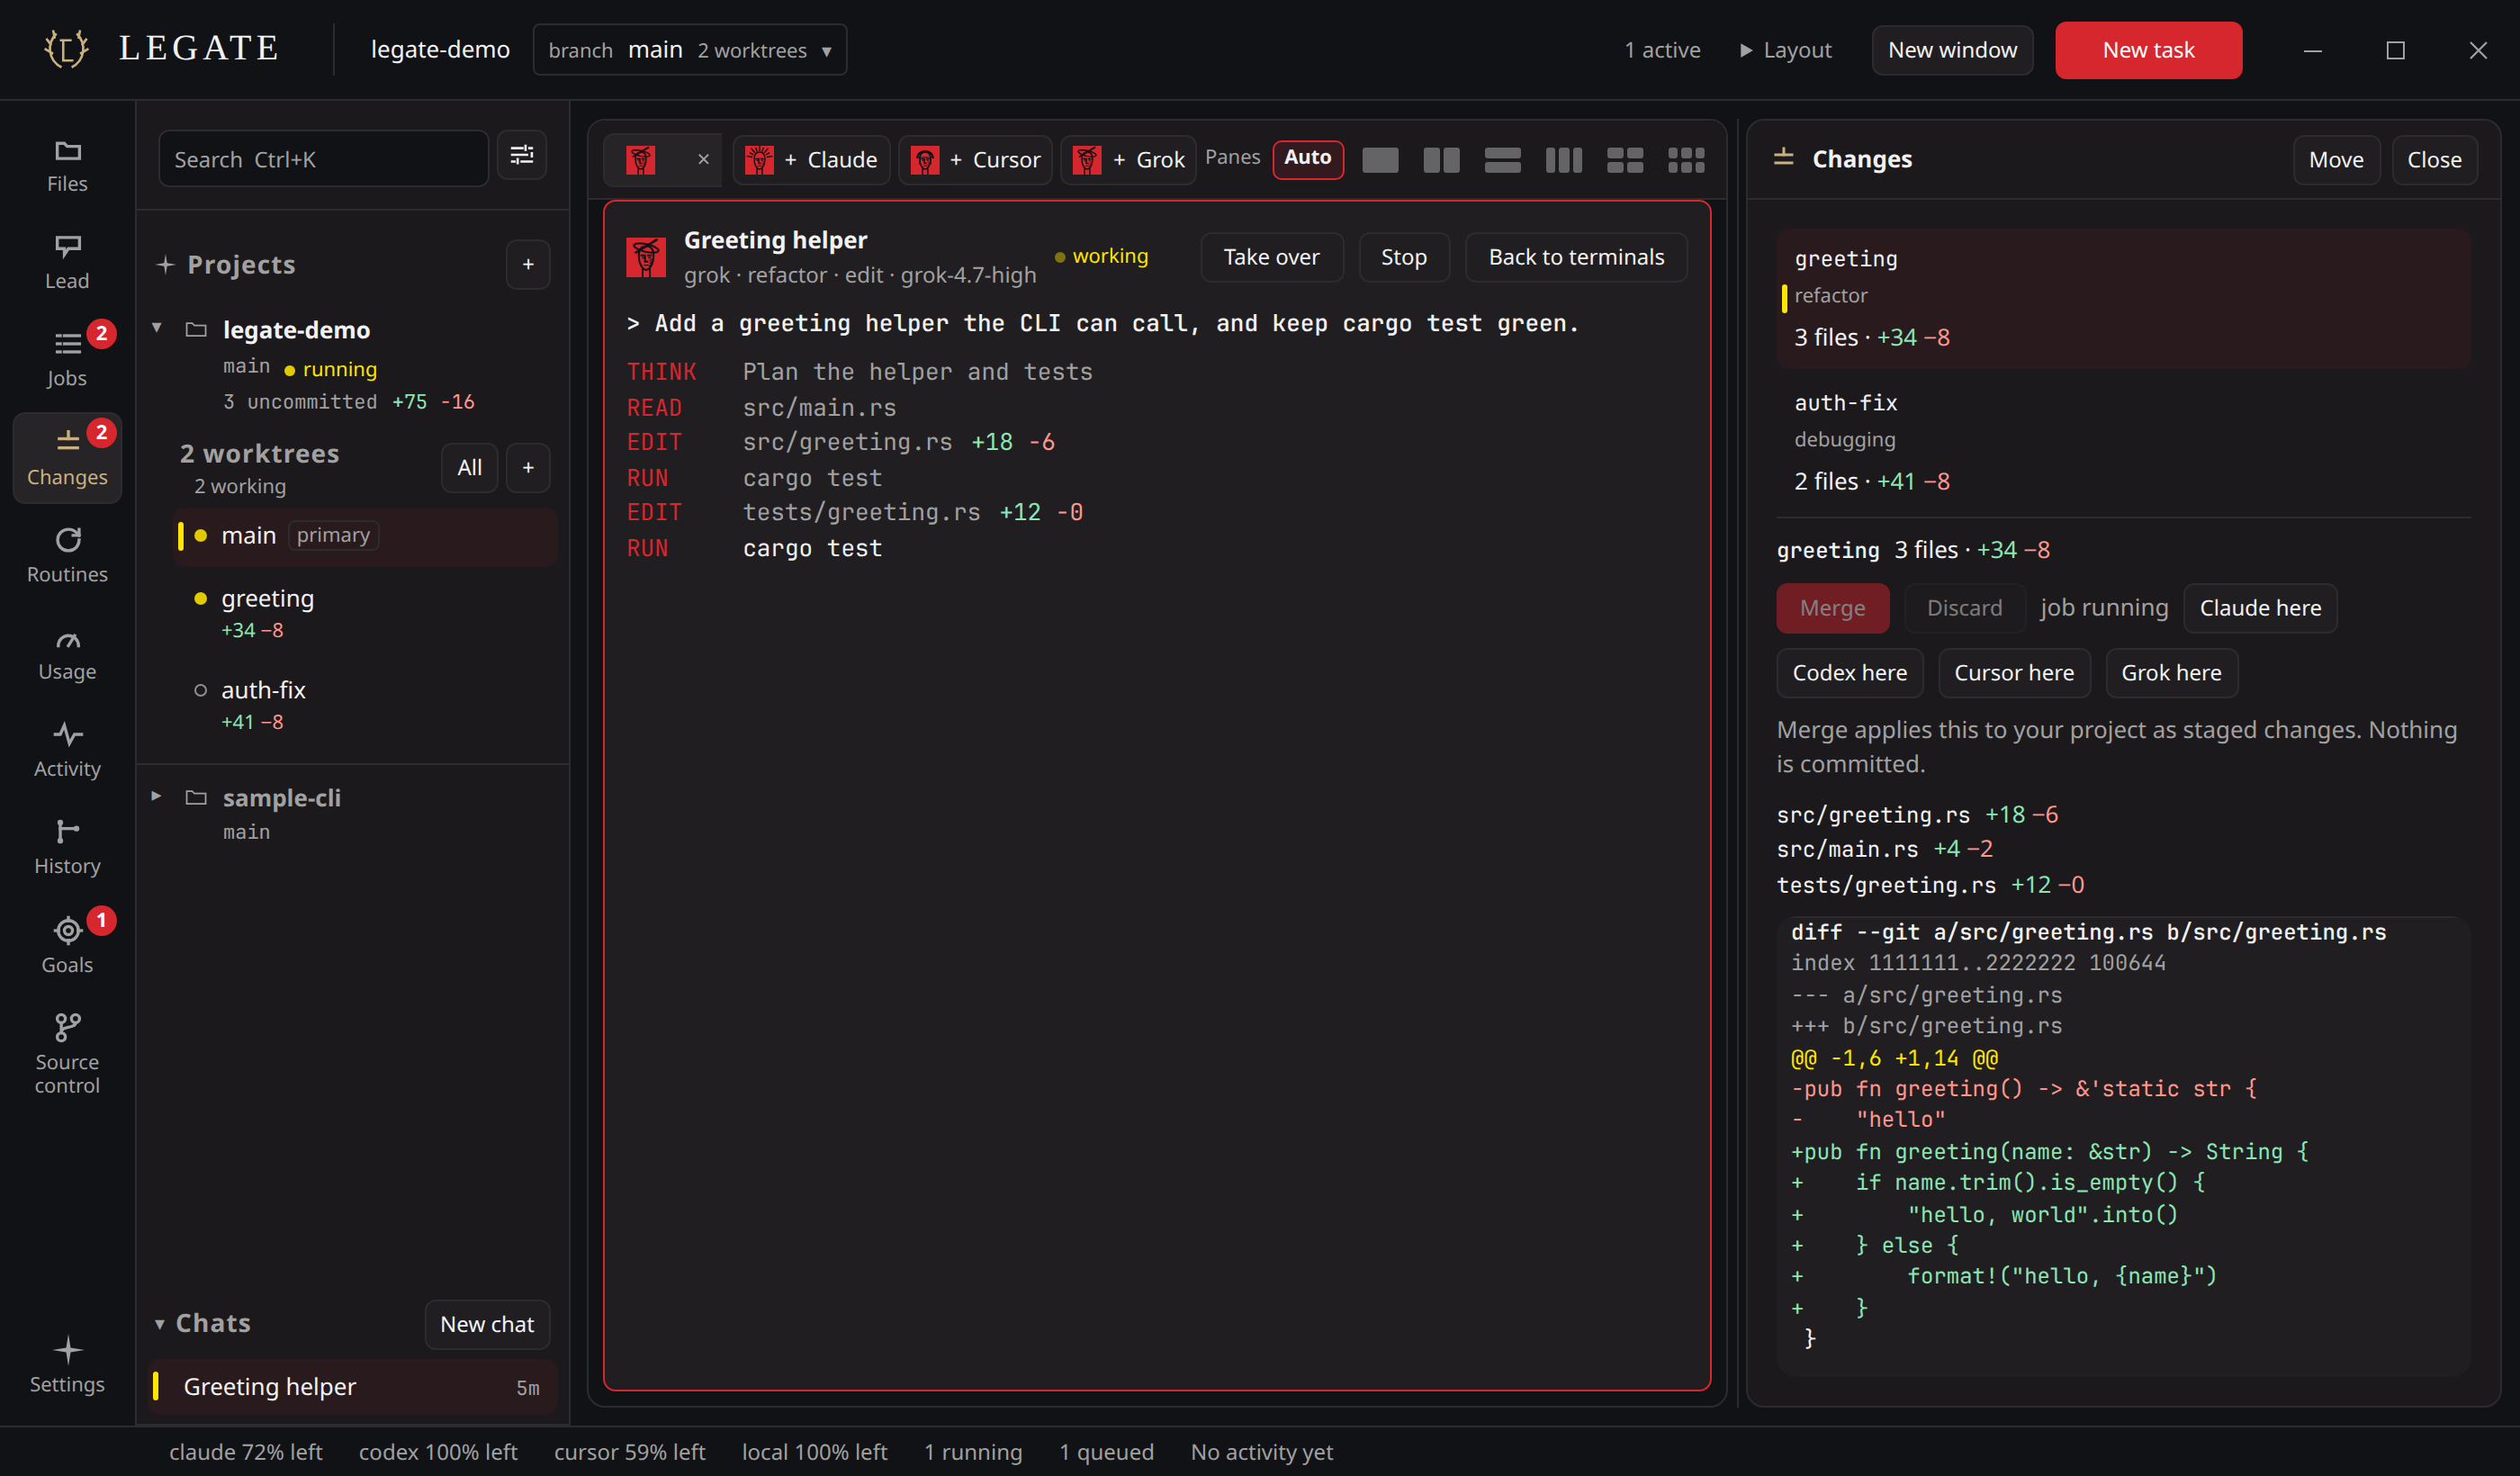 LEGATE
legate-demo
branch main 2 worktrees ▾
1 active
▶ Layout
New window
New task
Files
Lead
Jobs 2
Changes 2
Routines
Usage
Activity
History
Goals 1
Source
control
Settings
Search Ctrl+K
Projects
+
▾ legate-demo
main running
3 uncommitted +75 -16
2 worktrees
2 working
All
+
main primary
greeting
+34 −8
auth-fix
+41 −8
▸ sample-cli
main
▾ Chats
New chat
Greeting helper 5m
×
+ Claude
+ Cursor
+ Grok
Panes
Auto
Greeting helper
grok · refactor · edit · grok-4.7-high
working
Take over
Stop
Back to terminals
> Add a greeting helper the CLI can call, and keep cargo test green.
THINK Plan the helper and tests
READ src/main.rs
EDIT src/greeting.rs +18 -6
RUN cargo test
EDIT tests/greeting.rs +12 -0
RUN cargo test
Changes
Move
Close
greeting
refactor
3 files · +34 −8
auth-fix
debugging
2 files · +41 −8
greeting 3 files · +34 −8
Merge
Discard
job running
Claude here
Codex here
Cursor here
Grok here
Merge applies this to your project as staged changes. Nothing
is committed.
src/greeting.rs +18 −6
src/main.rs +4 −2
tests/greeting.rs +12 −0
diff --git a/src/greeting.rs b/src/greeting.rs
index 1111111..2222222 100644
--- a/src/greeting.rs
+++ b/src/greeting.rs
@@ -1,6 +1,14 @@
-pub fn greeting() -> &'static str {
-    "hello"
+pub fn greeting(name: &str) -> String {
+    if name.trim().is_empty() {
+        "hello, world".into()
+    } else {
+        format!("hello, {name}")
+    }
 }
claude 72% left
codex 100% left
cursor 59% left
local 100% left
1 running
1 queued
No activity yet